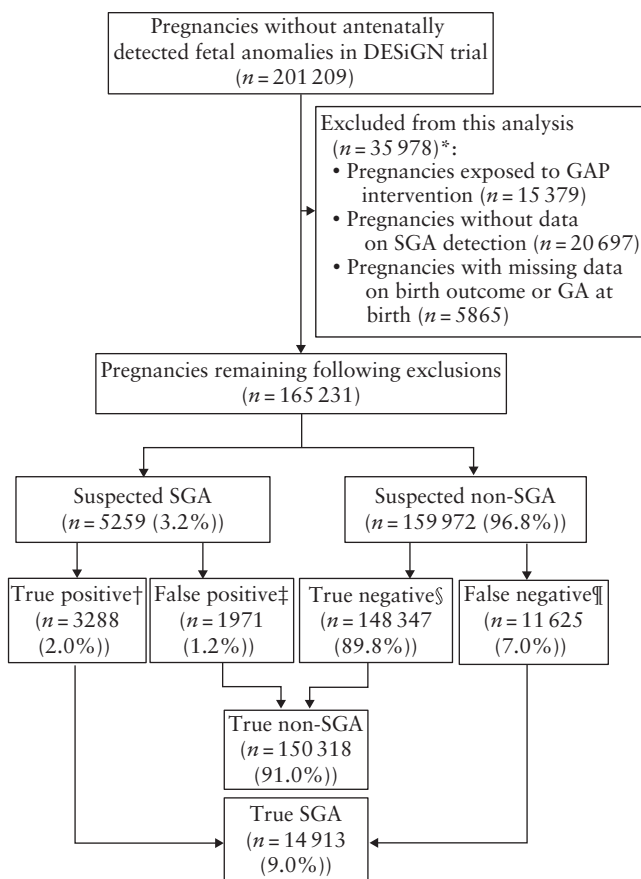 Pregnancies without antenatally
detected fetal anomalies in DESiGN trial
(n = 201 209)
Excluded from this analysis
(n = 35 978)*:
• Pregnancies exposed to GAP
intervention (n = 15 379)
• Pregnancies without data
on SGA detection (n = 20 697)
• Pregnancies with missing data
on birth outcome or GA at
birth (n = 5865)
Pregnancies remaining following exclusions
(n = 165 231)
Suspected SGA
(n = 5259 (3.2%))
Suspected non-SGA
(n = 159 972 (96.8%))
True positive†
(n = 3288
(2.0%))
False positive‡
(n = 1971
(1.2%))
True negative§
(n = 148 347
(89.8%))
False negative¶
(n = 11 625
(7.0%))
True non-SGA
(n = 150 318
(91.0%))
True SGA
(n = 14 913
(9.0%))